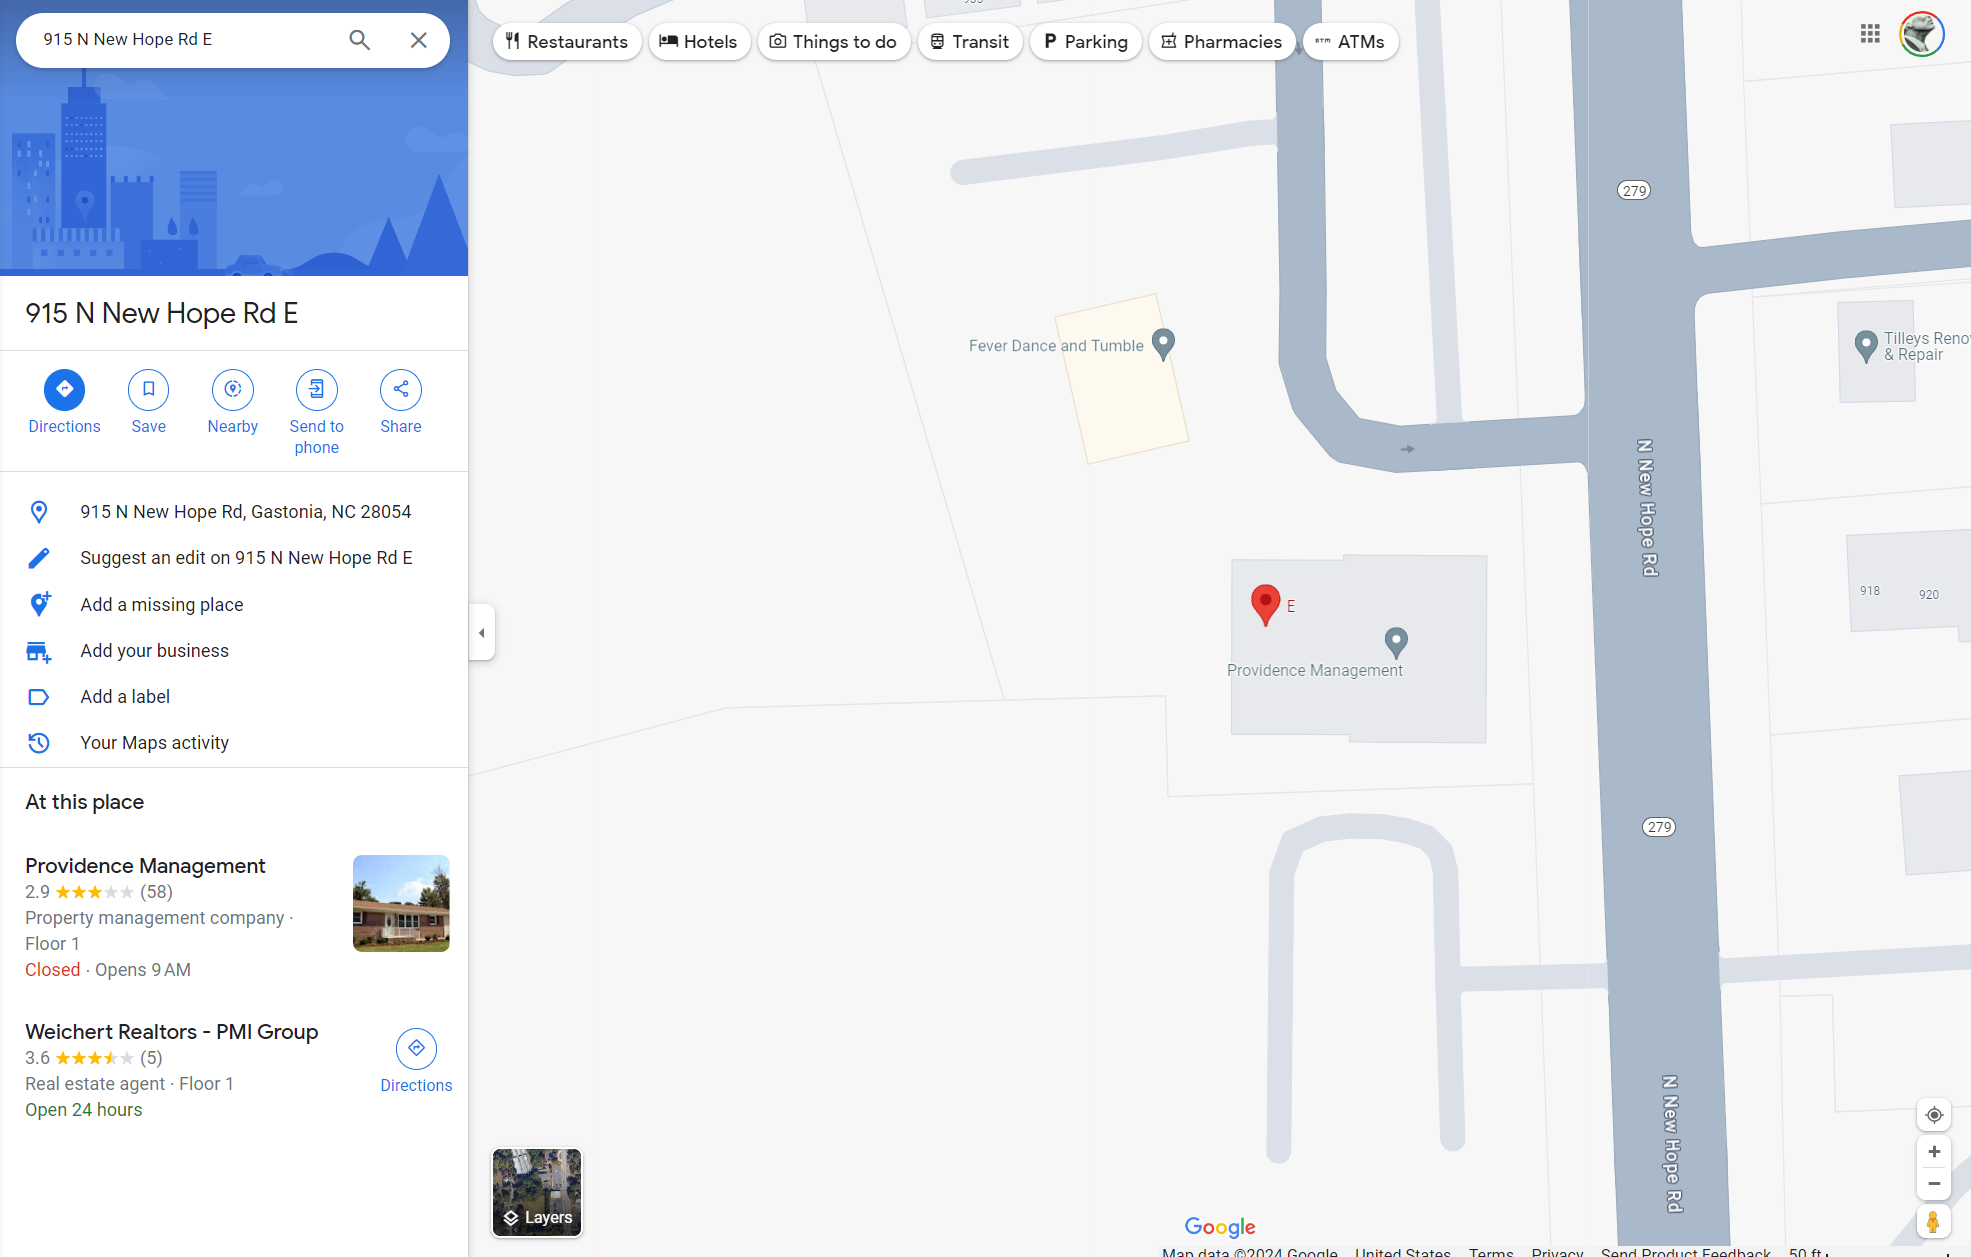 915 N New Hope Rd E
Restaurants
Hotels
Things to do
Transit
Parking
Pharmacies
ATM ATMs
915 N New Hope Rd E
Directions
Save
Nearby
Send to
phone
Share
915 N New Hope Rd, Gastonia, NC 28054
Suggest an edit on 915 N New Hope Rd E
Add a missing place
Add your business
Add a label
Your Maps activity
At this place
Providence Management
2.9 (58)
Property management company ·
Floor 1
Closed · Opens 9 AM
Weichert Realtors - PMI Group
3.6 (5)
Real estate agent · Floor 1
Open 24 hours
Directions
279
Fever Dance and Tumble
Tilleys Reno
& Repair
N New Hope Rd
E
Providence Management
918
920
279
N New Hope Rd
Layers
Google
Map data ©2024 Google
United States
Terms
Privacy
Send Product Feedback
50 ft